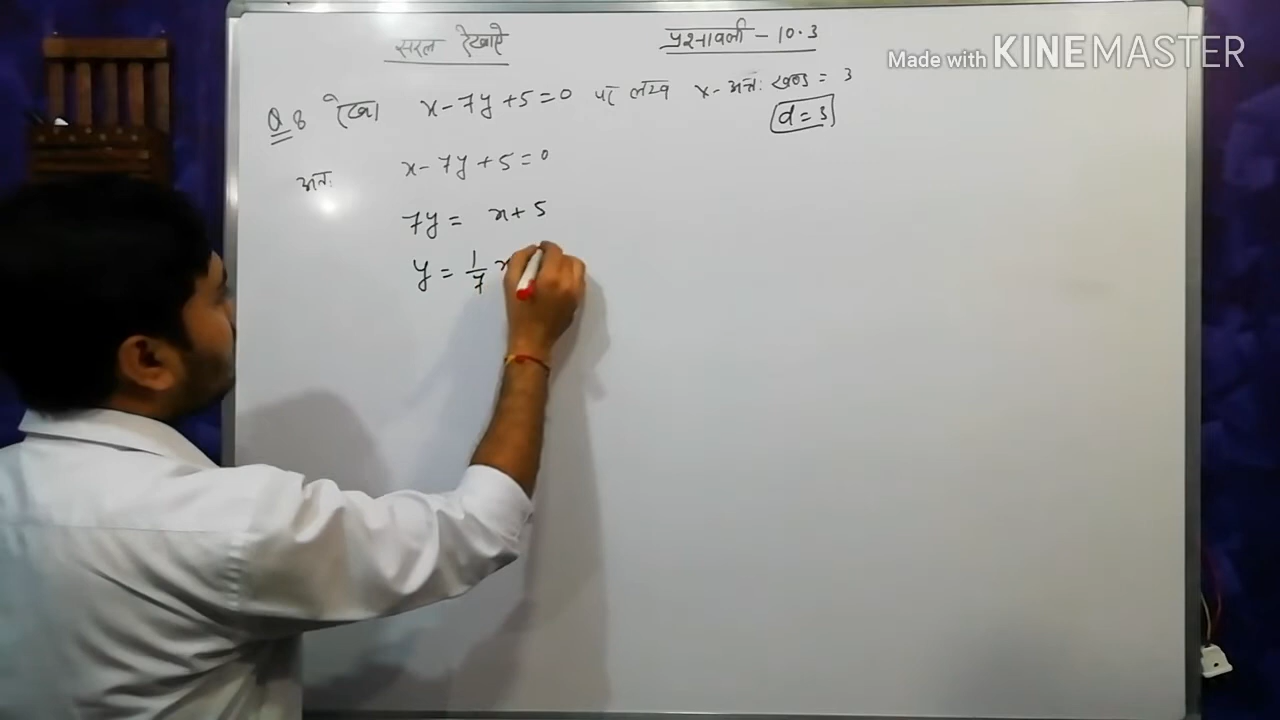 सरल रेखाऐ
प्रश्नावली - 10.3
Made with KINEMASTER
Q 8 रेखा x - 7y + 5 = 0 पर लम्ब x - अन्तः खण्ड = 3
d = 3
अतः x - 7y + 5 = 0
7y = x + 5
y = 1/7 x